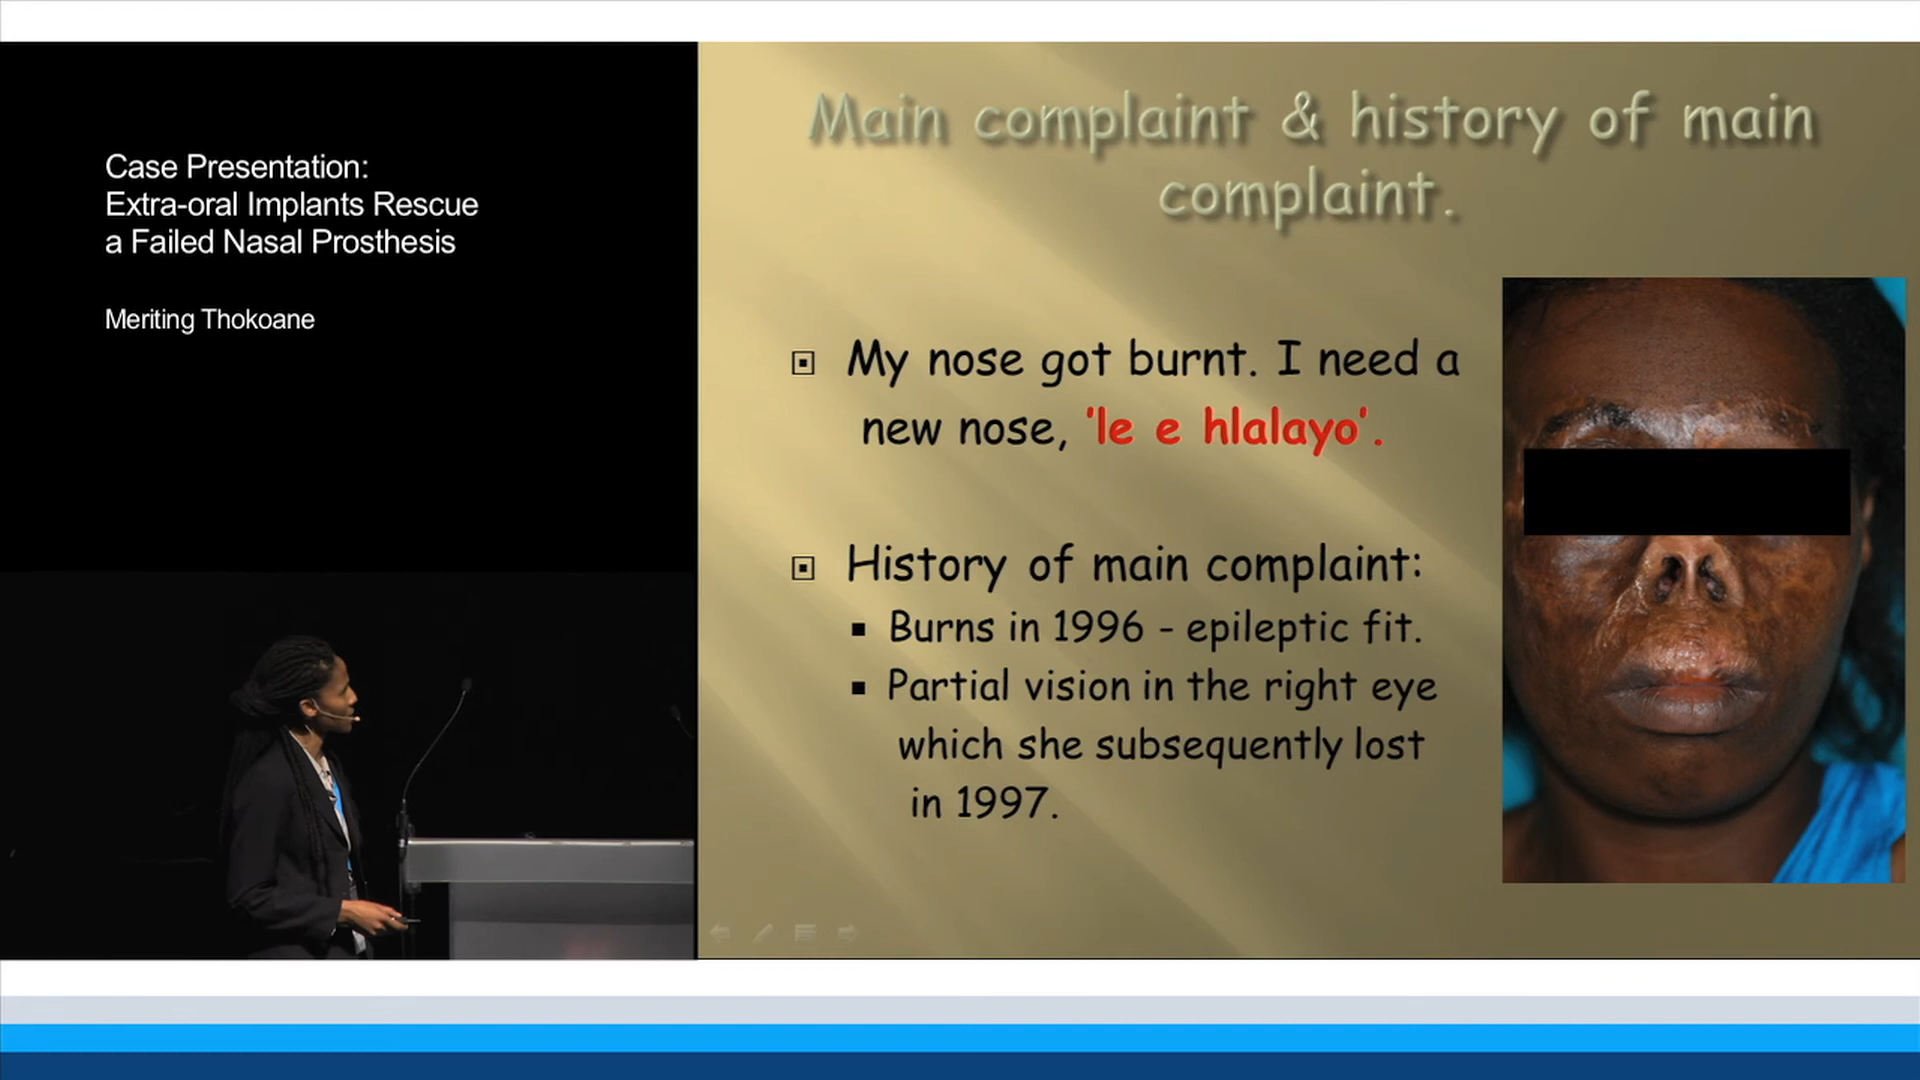 Case Presentation:
Extra-oral Implants Rescue
a Failed Nasal Prosthesis
Meriting Thokoane
Main complaint & history of main
complaint.
My nose got burnt. I need a
new nose, 'le e hlalayo'.
History of main complaint:
Burns in 1996 - epileptic fit.
Partial vision in the right eye
which she subsequently lost
in 1997.